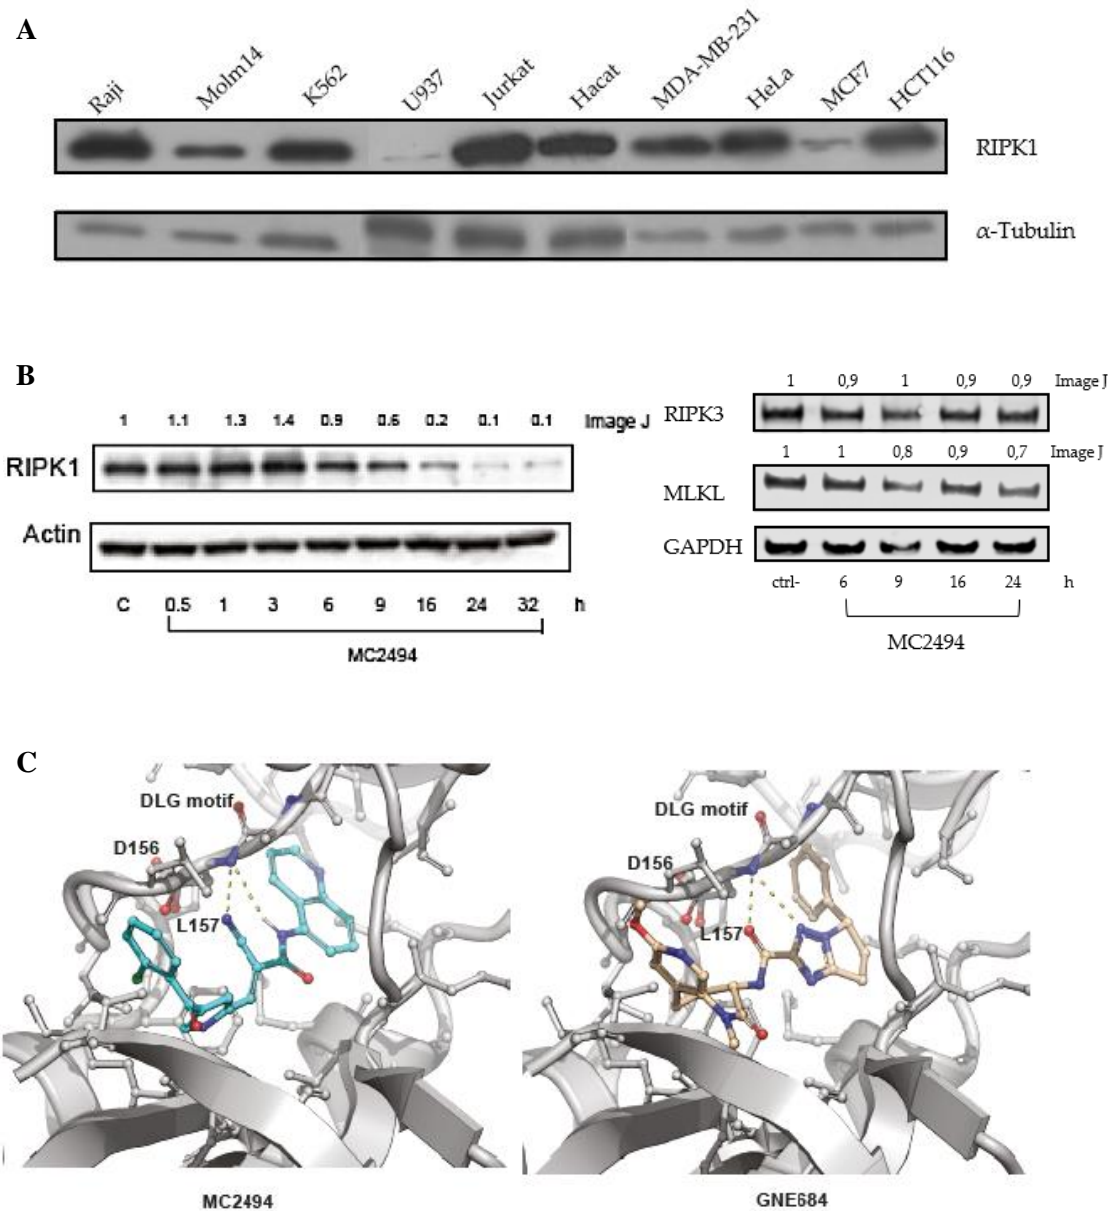 A
Raji Molm14 K562 U937 Jurkat Hacat MDA-MB-231 HeLa MCF7 HCT116
RIPK1
α-Tubulin
B
1 1.1 1.3 1.4 0.9 0.6 0.2 0.1 0.1 Image J
RIPK1
Actin
C 0.5 1 3 6 9 16 24 32 h
MC2494
1 0,9 1 0,9 0,9 Image J
RIPK3
1 1 0,8 0,9 0,7 Image J
MLKL
GAPDH
ctrl- 6 9 16 24 h
MC2494
C
DLG motif
D156
L157
MC2494
DLG motif
D156
L157
GNE684